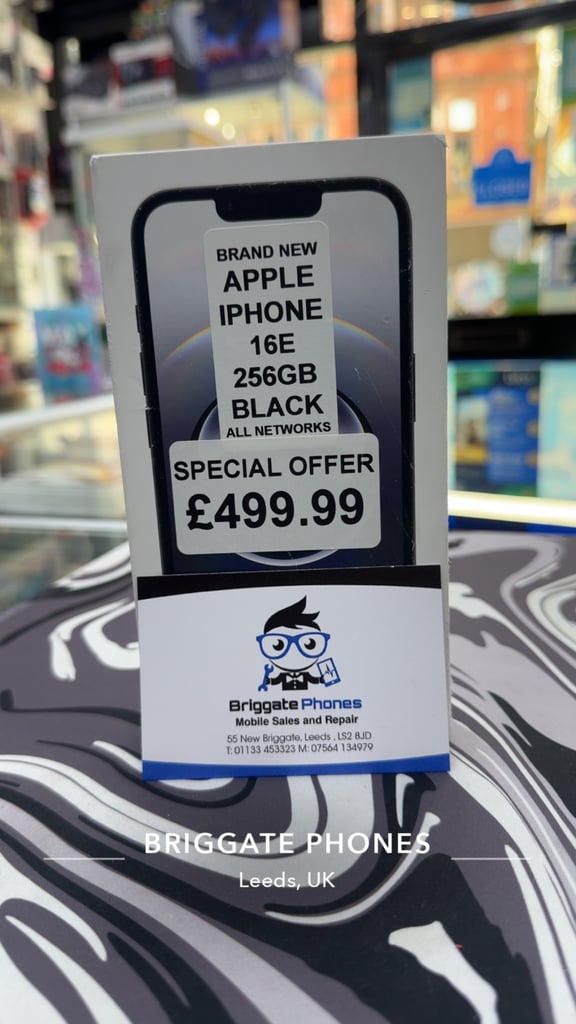 BRAND NEW
APPLE
IPHONE
16E
256GB
BLACK
ALL NETWORKS
SPECIAL OFFER
£499.99
Briggate Phones
Mobile Sales and Repair
55 New Briggate, Leeds , LS2 8JD
T: 01133 453323 M: 07564 134979
BRIGGATE PHONES
Leeds, UK